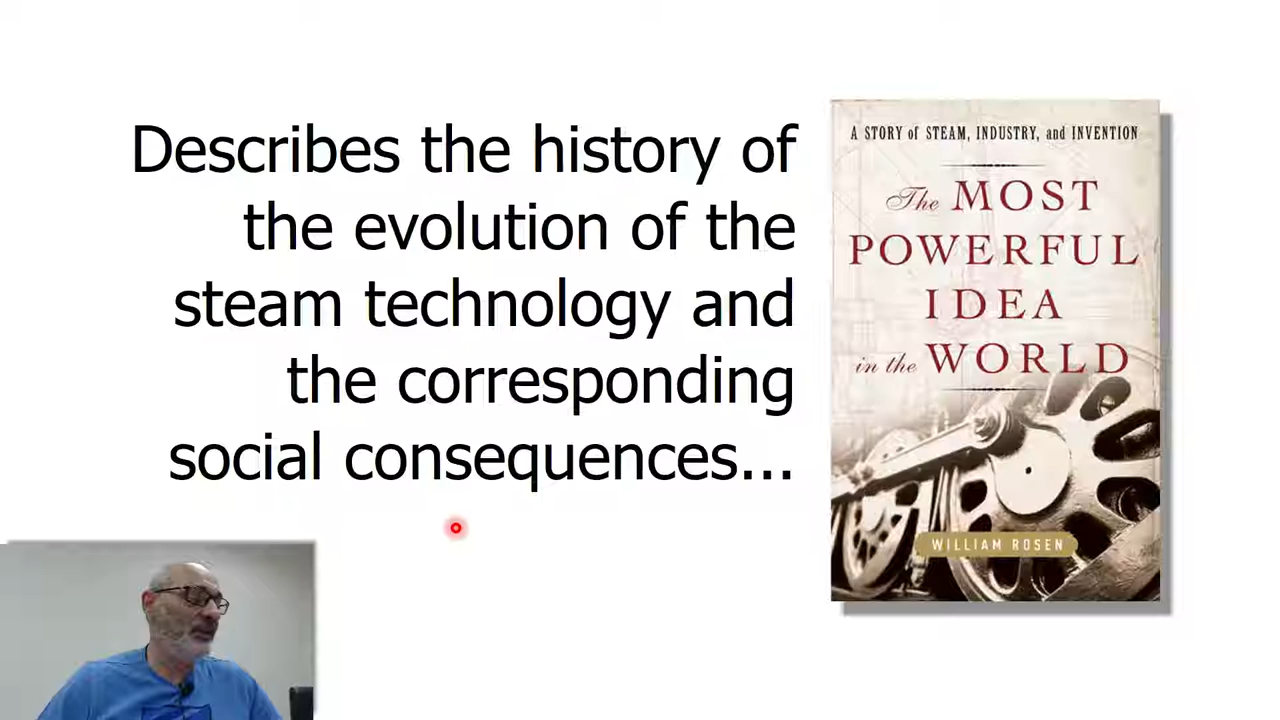 Describes the history of
the evolution of the
steam technology and
the corresponding
social consequences...
A STORY of STEAM, INDUSTRY, and INVENTION
The MOST
POWERFUL
IDEA
in the WORLD
WILLIAM ROSEN